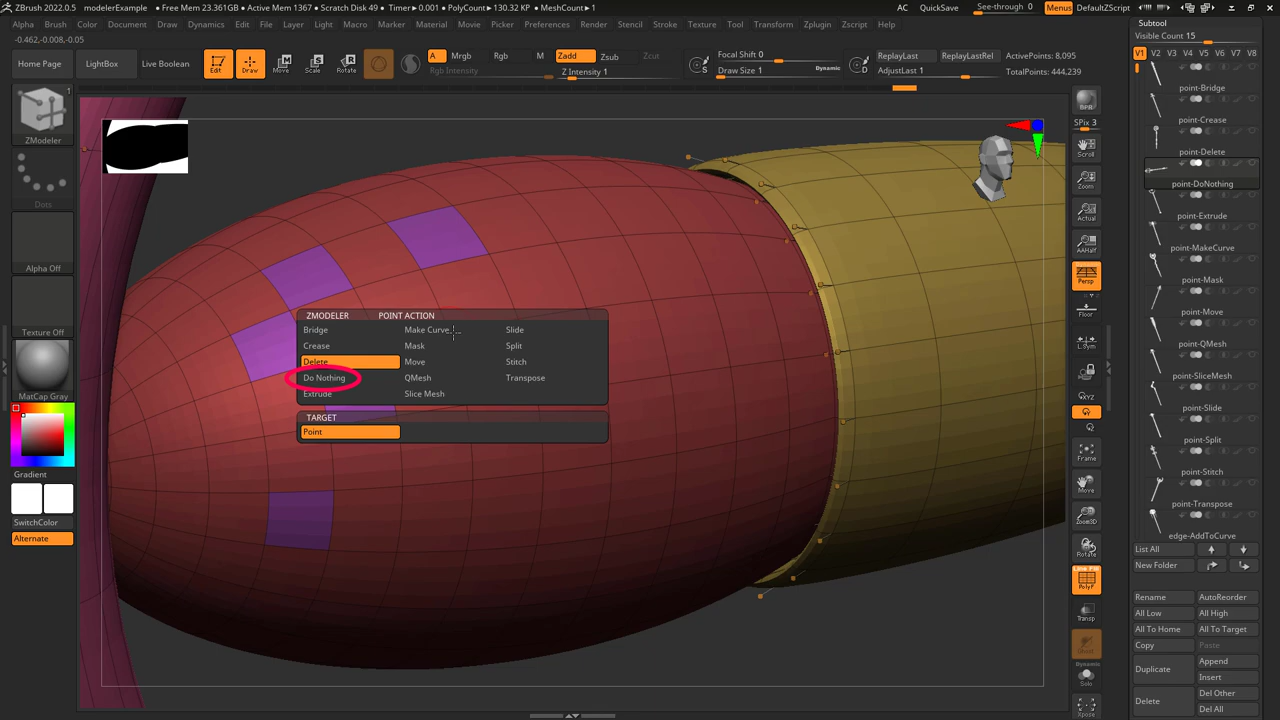 ZBrush 2022.0.5 modelerExample • Free Mem 23.361GB • Active Mem 1367 • Scratch Disk 49 • Timer▶0.001 • PolyCount▶130.32 KP • MeshCount▶1 AC QuickSave See-through 0 Menus DefaultZScript
Alpha Brush Color Document Draw Dynamics Edit File Layer Light Macro Marker Material Movie Picker Preferences Render Stencil Stroke Texture Tool Transform Zplugin Zscript Help
-0.462,-0.008,-0.05
Home Page LightBox Live Boolean Edit Draw Move Scale Rotate
A Mrgb Rgb M Zadd Zsub Zcut
Rgb Intensity Z Intensity 1
S Focal Shift 0
Draw Size 1 Dynamic
D ReplayLast ReplayLastRel
AdjustLast 1
ActivePoints: 8,095
TotalPoints: 444,239
1
ZModeler
Dots
Alpha Off
Texture Off
MatCap Gray
Gradient
SwitchColor
Alternate
ZMODELER POINT ACTION
Bridge Make Curve Slide
Crease Mask Split
Delete Move Stitch
Do Nothing QMesh Transpose
Extrude Slice Mesh
TARGET
Point
BPR
SPix 3
Scroll
Zoom
Actual
AAHalf
Persp
Floor
L.Sym
XYZ
Y
Z
Frame
Move
Zoom3D
Rotate
Line Fill
PolyF
Transp
Ghost
Dynamic
Solo
Xpose
Subtool
Visible Count 15
V1 V2 V3 V4 V5 V6 V7 V8
point-Bridge
point-Crease
point-Delete
point-DoNothing
point-Extrude
point-MakeCurve
point-Mask
point-Move
point-QMesh
point-SliceMesh
point-Slide
point-Split
point-Stitch
point-Transpose
edge-AddToCurve
List All
New Folder
Rename AutoReorder
All Low All High
All To Home All To Target
Copy Paste
Duplicate Append
Insert
Delete Del Other
Del All